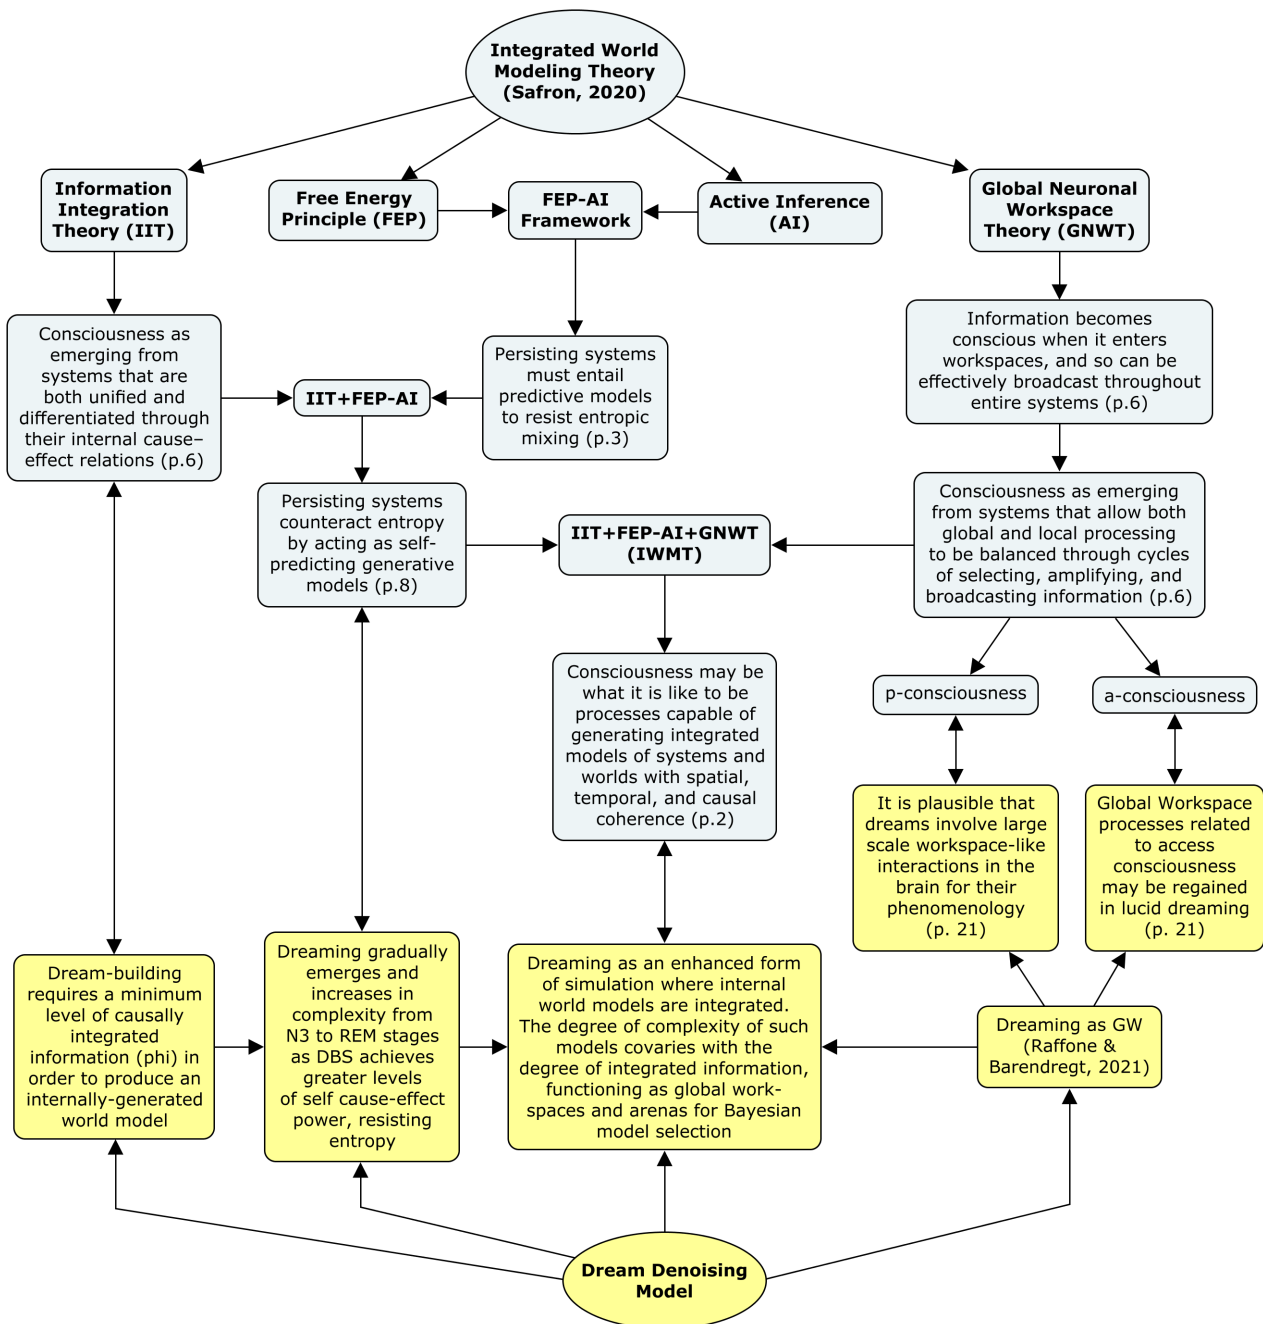 Integrated World
Modeling Theory
(Safron, 2020)
Information
Integration
Theory (IIT)
Free Energy
Principle (FEP)
FEP-AI
Framework
Active Inference
(AI)
Global Neuronal
Workspace
Theory (GNWT)
Consciousness as
emerging from
systems that are
both unified and
differentiated through
their internal cause–
effect relations (p.6)
IIT+FEP-AI
Persisting systems
must entail
predictive models
to resist entropic
mixing (p.3)
Information becomes
conscious when it enters
workspaces, and so can be
effectively broadcast throughout
entire systems (p.6)
Persisting systems
counteract entropy
by acting as self-
predicting generative
models (p.8)
IIT+FEP-AI+GNWT
(IWMT)
Consciousness as emerging
from systems that allow both
global and local processing
to be balanced through cycles
of selecting, amplifying, and
broadcasting information (p.6)
Consciousness may be
what it is like to be
processes capable of
generating integrated
models of systems and
worlds with spatial,
temporal, and causal
coherence (p.2)
p-consciousness
a-consciousness
It is plausible that
dreams involve large
scale workspace-like
interactions in the
brain for their
phenomenology
(p. 21)
Global Workspace
processes related
to access
consciousness
may be regained
in lucid dreaming
(p. 21)
Dream-building
requires a minimum
level of causally
integrated
information (phi) in
order to produce an
internally-generated
world model
Dreaming gradually
emerges and
increases in
complexity from
N3 to REM stages
as DBS achieves
greater levels
of self cause-effect
power, resisting
entropy
Dreaming as an enhanced form
of simulation where internal
world models are integrated.
The degree of complexity of such
models covaries with the
degree of integrated information,
functioning as global work-
spaces and arenas for Bayesian
model selection
Dreaming as GW
(Raffone &
Barendregt, 2021)
Dream Denoising
Model